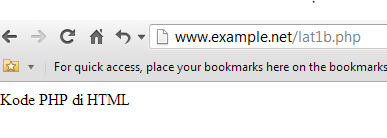 www.example.net/lat1b.php
For quick access, place your bookmarks here on the bookmarks
Kode PHP di HTML